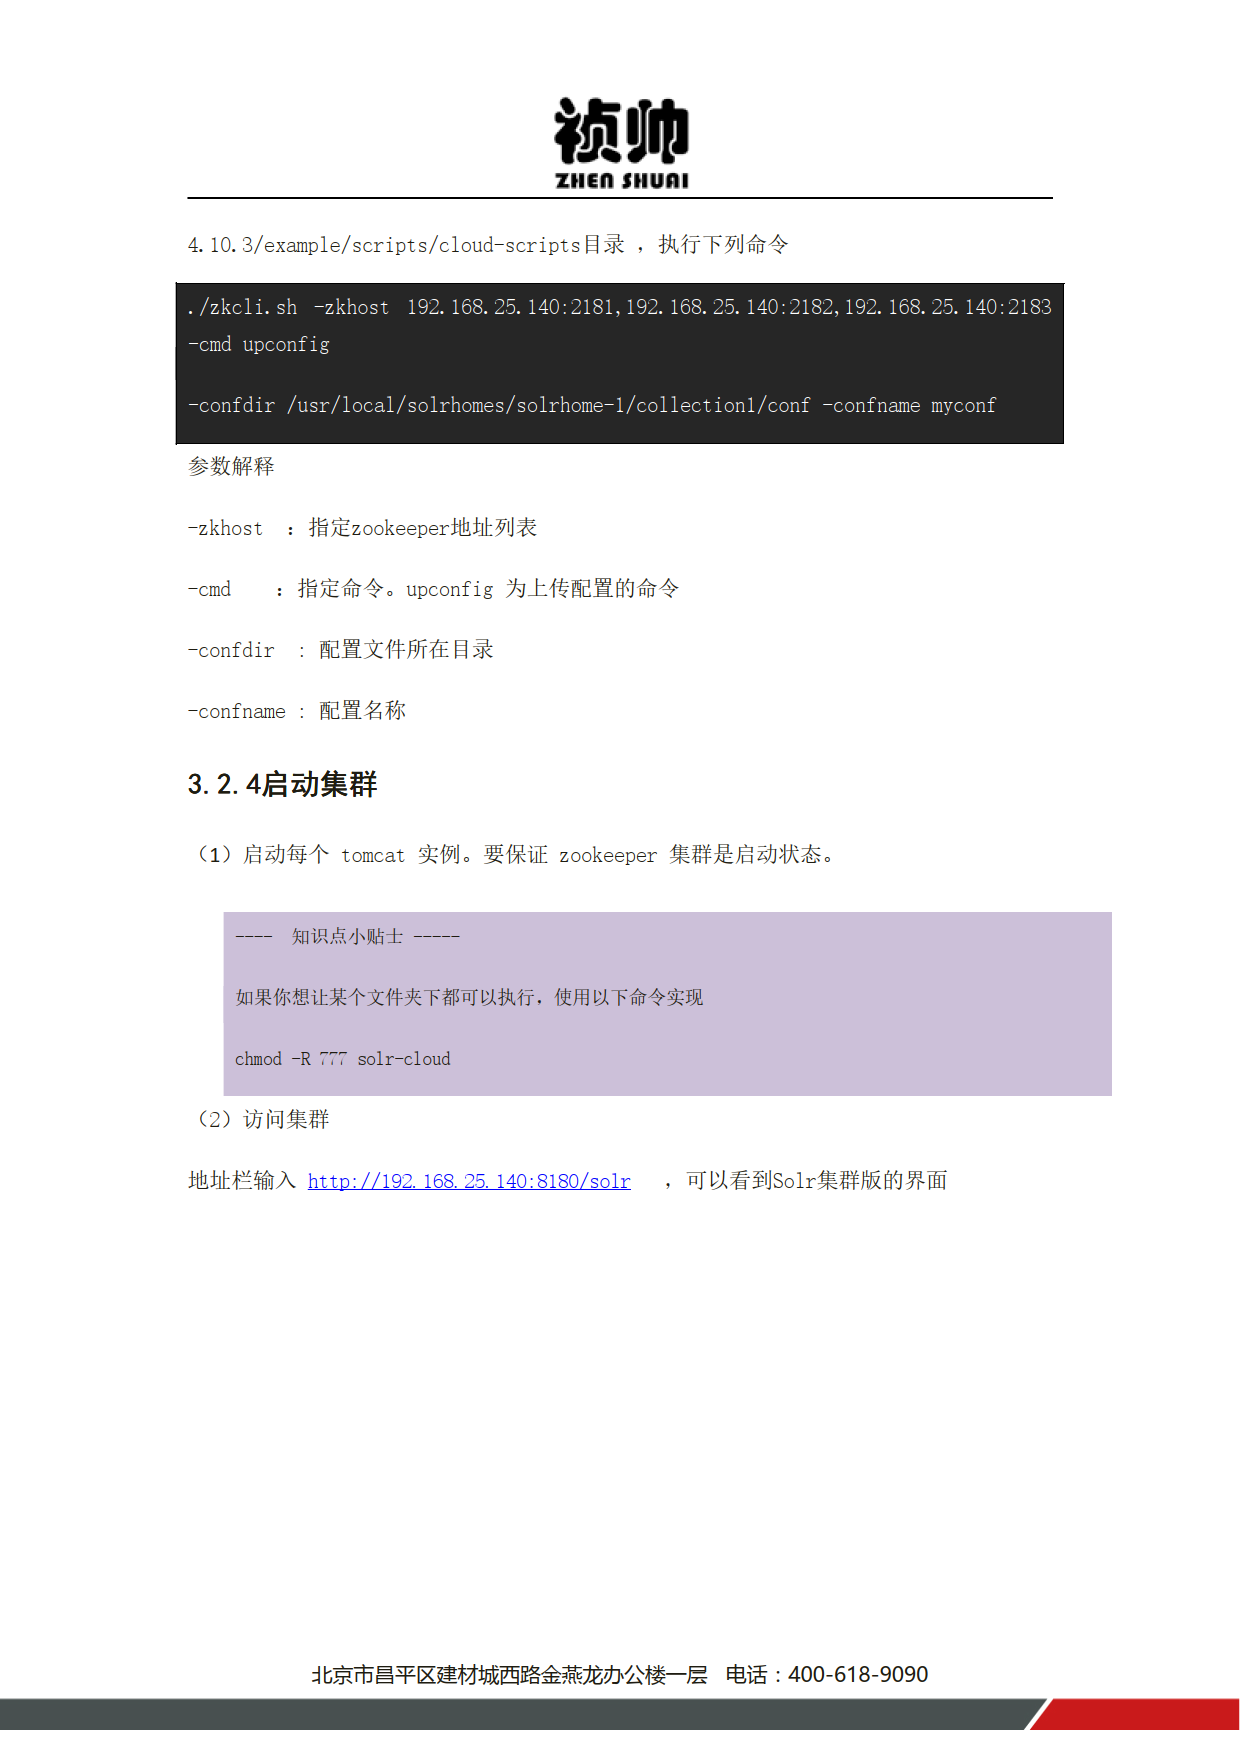 祯帅
ZHEN SHUAI
4.10.3/example/scripts/cloud-scripts目录 ，执行下列命令
./zkcli.sh -zkhost 192.168.25.140:2181,192.168.25.140:2182,192.168.25.140:2183
-cmd upconfig
-confdir /usr/local/solrhomes/solrhome-1/collection1/conf -confname myconf
参数解释
-zkhost ：指定zookeeper地址列表
-cmd ：指定命令。upconfig 为上传配置的命令
-confdir : 配置文件所在目录
-confname : 配置名称
3.2.4启动集群
（1）启动每个 tomcat 实例。要保证 zookeeper 集群是启动状态。
---- 知识点小贴士 -----
如果你想让某个文件夹下都可以执行，使用以下命令实现
chmod -R 777 solr-cloud
（2）访问集群
地址栏输入 http://192.168.25.140:8180/solr ，可以看到Solr集群版的界面
北京市昌平区建材城西路金燕龙办公楼一层 电话：400-618-9090